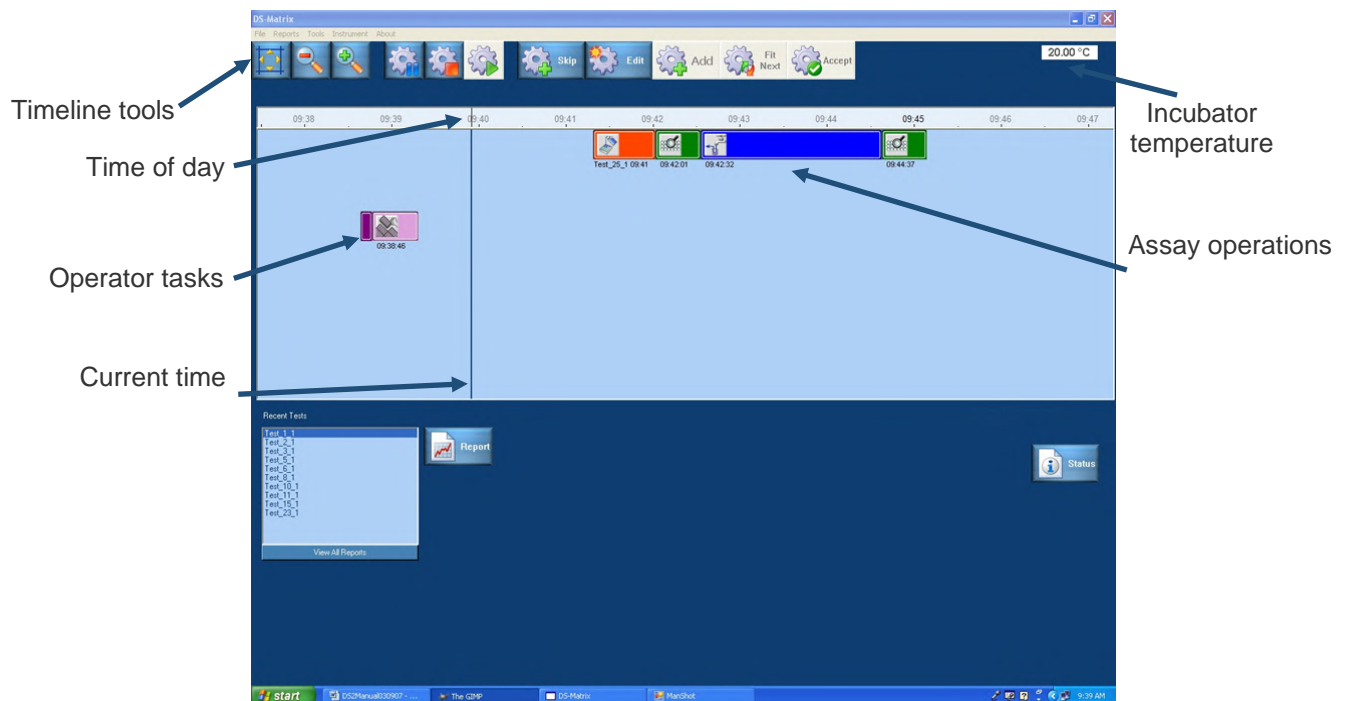 DS-Matrix
File Reports Tools Instrument About
Skip Edit Add Fit Next Accept
20.00 °C
Timeline tools
Incubator temperature
09:38 09:39 09:40 09:41 09:42 09:43 09:44 09:45 09:46 09:47
Time of day
Test_25_1 09:41 09:42:01 09:42:32 09:44:37
Operator tasks
09:38:46
Assay operations
Current time
Recent Tests
Test_1_1
Test_2_1
Test_3_1
Test_5_1
Test_6_1
Test_8_1
Test_10_1
Test_11_1
Test_15_1
Test_23_1
Report
Status
View All Reports
start DS2Manual030907 - ... The GIMP DS-Matrix ManShot 9:39 AM